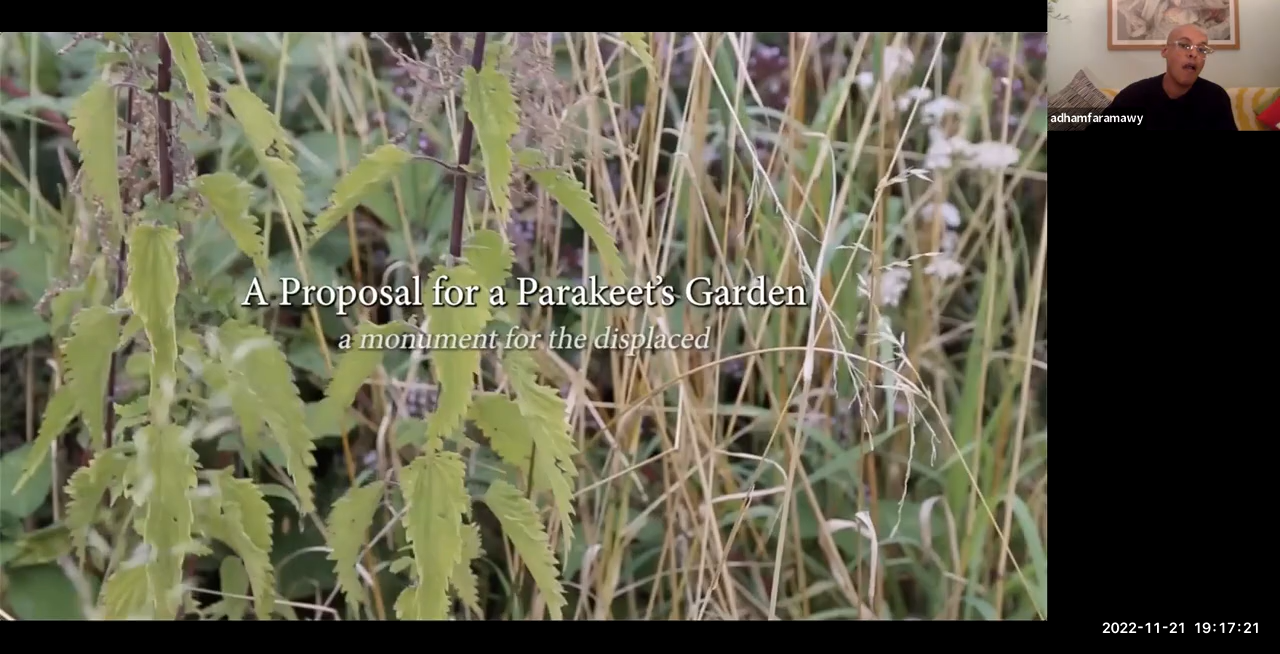 adhamfaramawy
A Proposal for a Parakeet's Garden
a monument for the displaced
2022-11-21 19:17:21